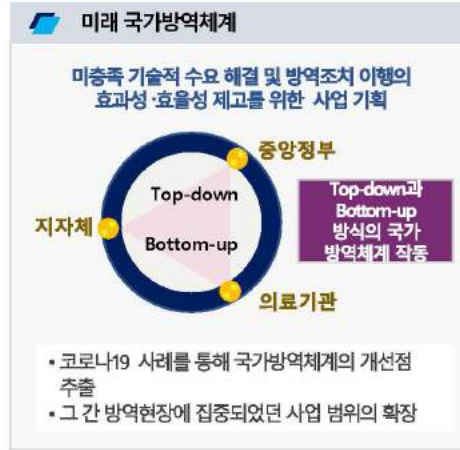 미래 국가방역체계
미충족 기술적 수요 해결 및 방역조치 이행의
효과성·효율성 제고를 위한 사업 기획
중앙정부
Top-down
지자체
Bottom-up
의료기관
Top-down과
Bottom-up
방식의 국가
방역체계 작동
• 코로나19 사례를 통해 국가방역체계의 개선점
추출
• 그 간 방역현장에 집중되었던 사업 범위의 확장